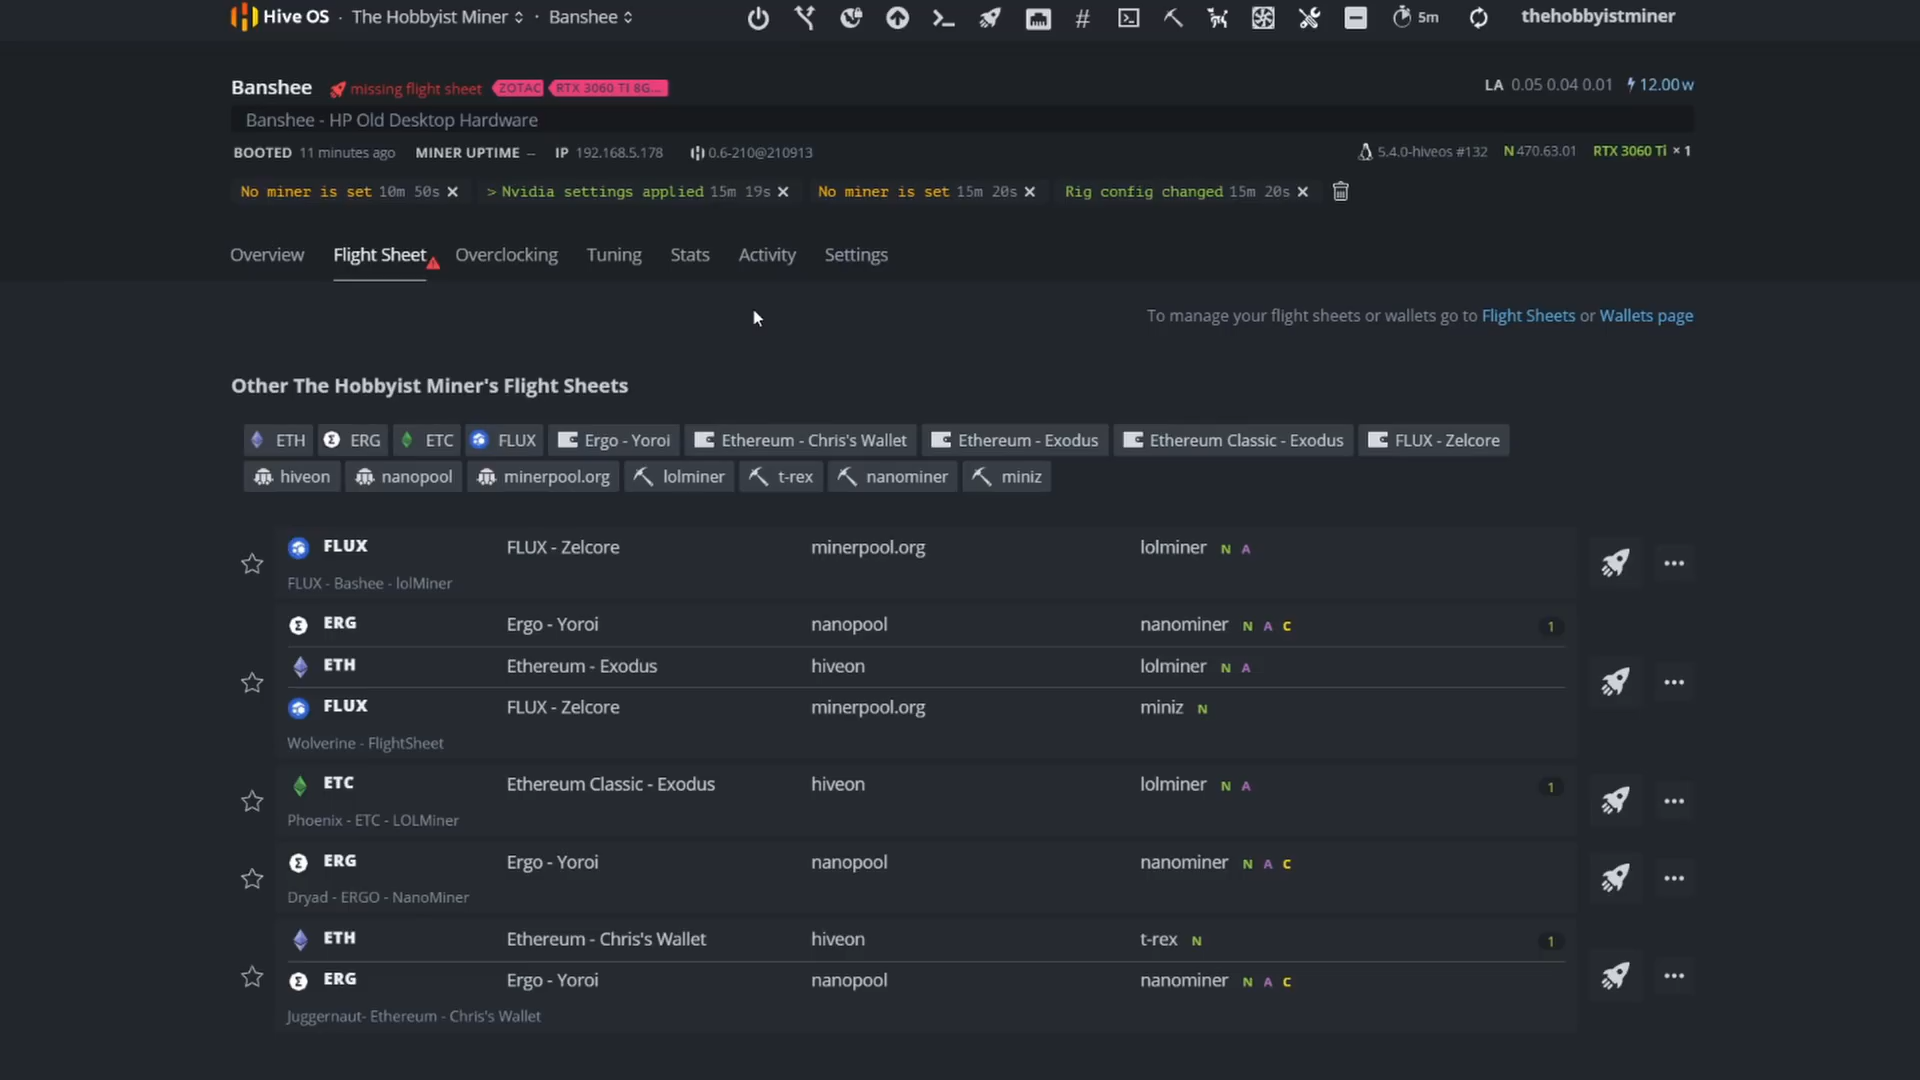 Hive OS · The Hobbyist Miner · Banshee 5m thehobbyistminer
Banshee missing flight sheet ZOTAC RTX 3060 TI 8G... LA 0.05 0.04 0.01 12.00w
Banshee - HP Old Desktop Hardware
BOOTED 11 minutes ago MINER UPTIME – IP 192.168.5.178 0.6-210@210913 5.4.0-hiveos #132 N 470.63.01 RTX 3060 Ti × 1
No miner is set 10m 50s × > Nvidia settings applied 15m 19s × No miner is set 15m 20s × Rig config changed 15m 20s ×
Overview Flight Sheet Overclocking Tuning Stats Activity Settings
To manage your flight sheets or wallets go to Flight Sheets or Wallets page
Other The Hobbyist Miner's Flight Sheets
ETH ERG ETC FLUX Ergo - Yoroi Ethereum - Chris's Wallet Ethereum - Exodus Ethereum Classic - Exodus FLUX - Zelcore
hiveon nanopool minerpool.org lolminer t-rex nanominer miniz
FLUX FLUX - Zelcore minerpool.org lolminer N A
FLUX - Bashee - lolMiner
ERG Ergo - Yoroi nanopool nanominer N A C 1
ETH Ethereum - Exodus hiveon lolminer N A
FLUX FLUX - Zelcore minerpool.org miniz N
Wolverine - FlightSheet
ETC Ethereum Classic - Exodus hiveon lolminer N A 1
Phoenix - ETC - LOLMiner
ERG Ergo - Yoroi nanopool nanominer N A C
Dryad - ERGO - NanoMiner
ETH Ethereum - Chris's Wallet hiveon t-rex N 1
ERG Ergo - Yoroi nanopool nanominer N A C
Juggernaut- Ethereum - Chris's Wallet